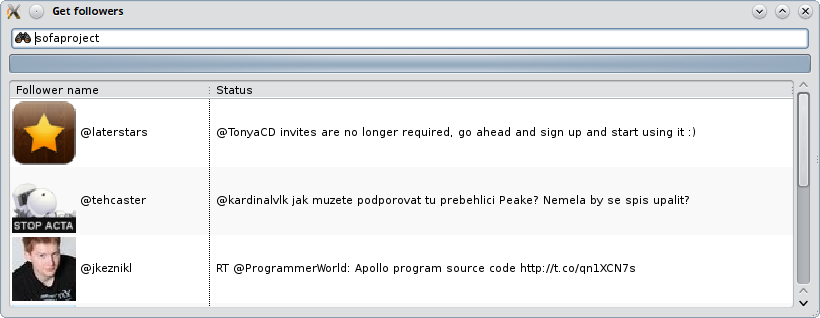 Get followers
sofaproject
Follower name Status
@laterstars @TonyaCD invites are no longer required, go ahead and sign up and start using it :)
@tehcaster @kardinalvlk jak muzete podporovat tu prebehlici Peake? Nemela by se spis upalit?
STOP ACTA
@jkeznikl RT @ProgrammerWorld: Apollo program source code http://t.co/qn1XCN7s